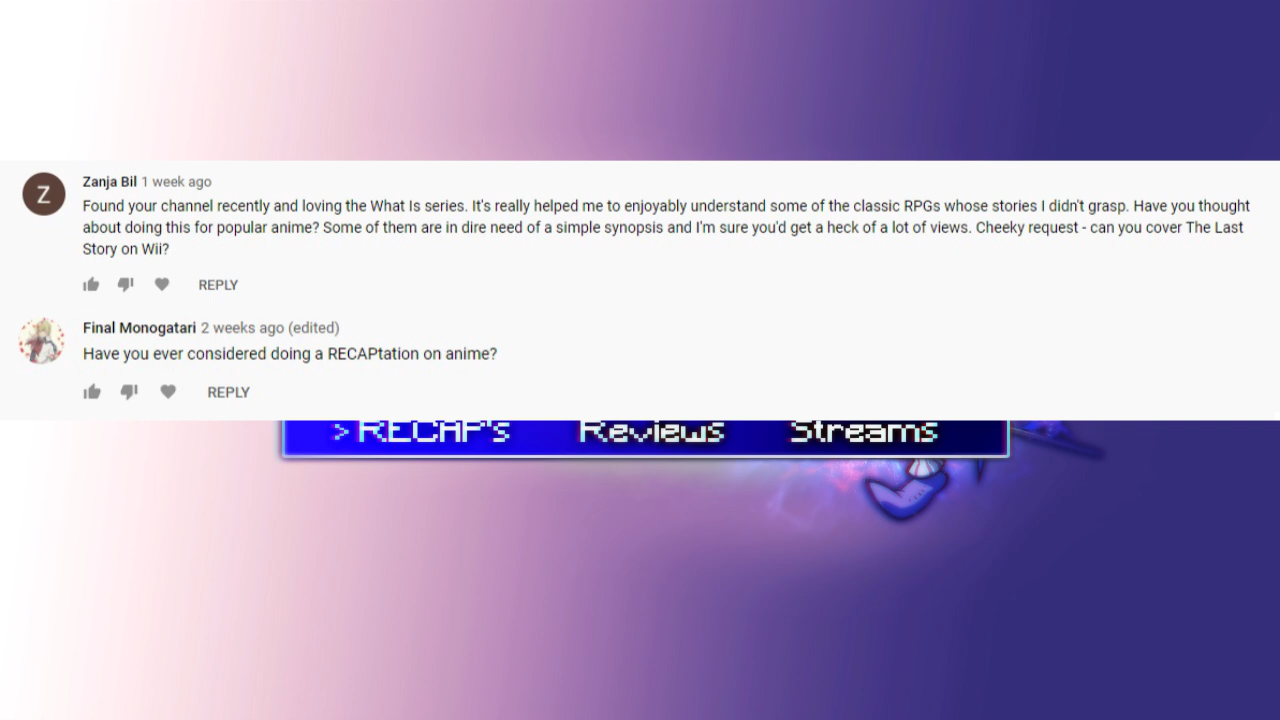 Z
Zanja Bil 1 week ago
Found your channel recently and loving the What Is series. It's really helped me to enjoyably understand some of the classic RPGs whose stories I didn't grasp. Have you thought
about doing this for popular anime? Some of them are in dire need of a simple synopsis and I'm sure you'd get a heck of a lot of views. Cheeky request - can you cover The Last
Story on Wii?
REPLY
Final Monogatari 2 weeks ago (edited)
Have you ever considered doing a RECAPtation on anime?
REPLY
> RECAP's Reviews Streams